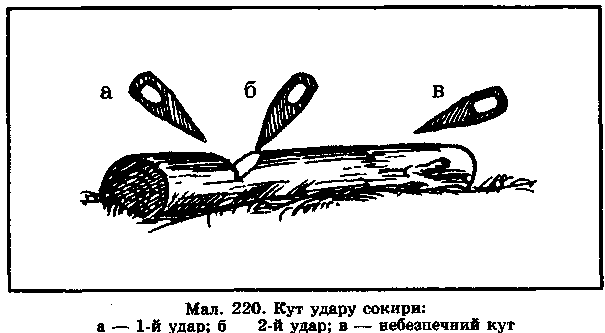 а
б
в
Мал. 220. Кут удару сокири:
а — 1-й удар; б 2-й удар; в — небезпечний кут